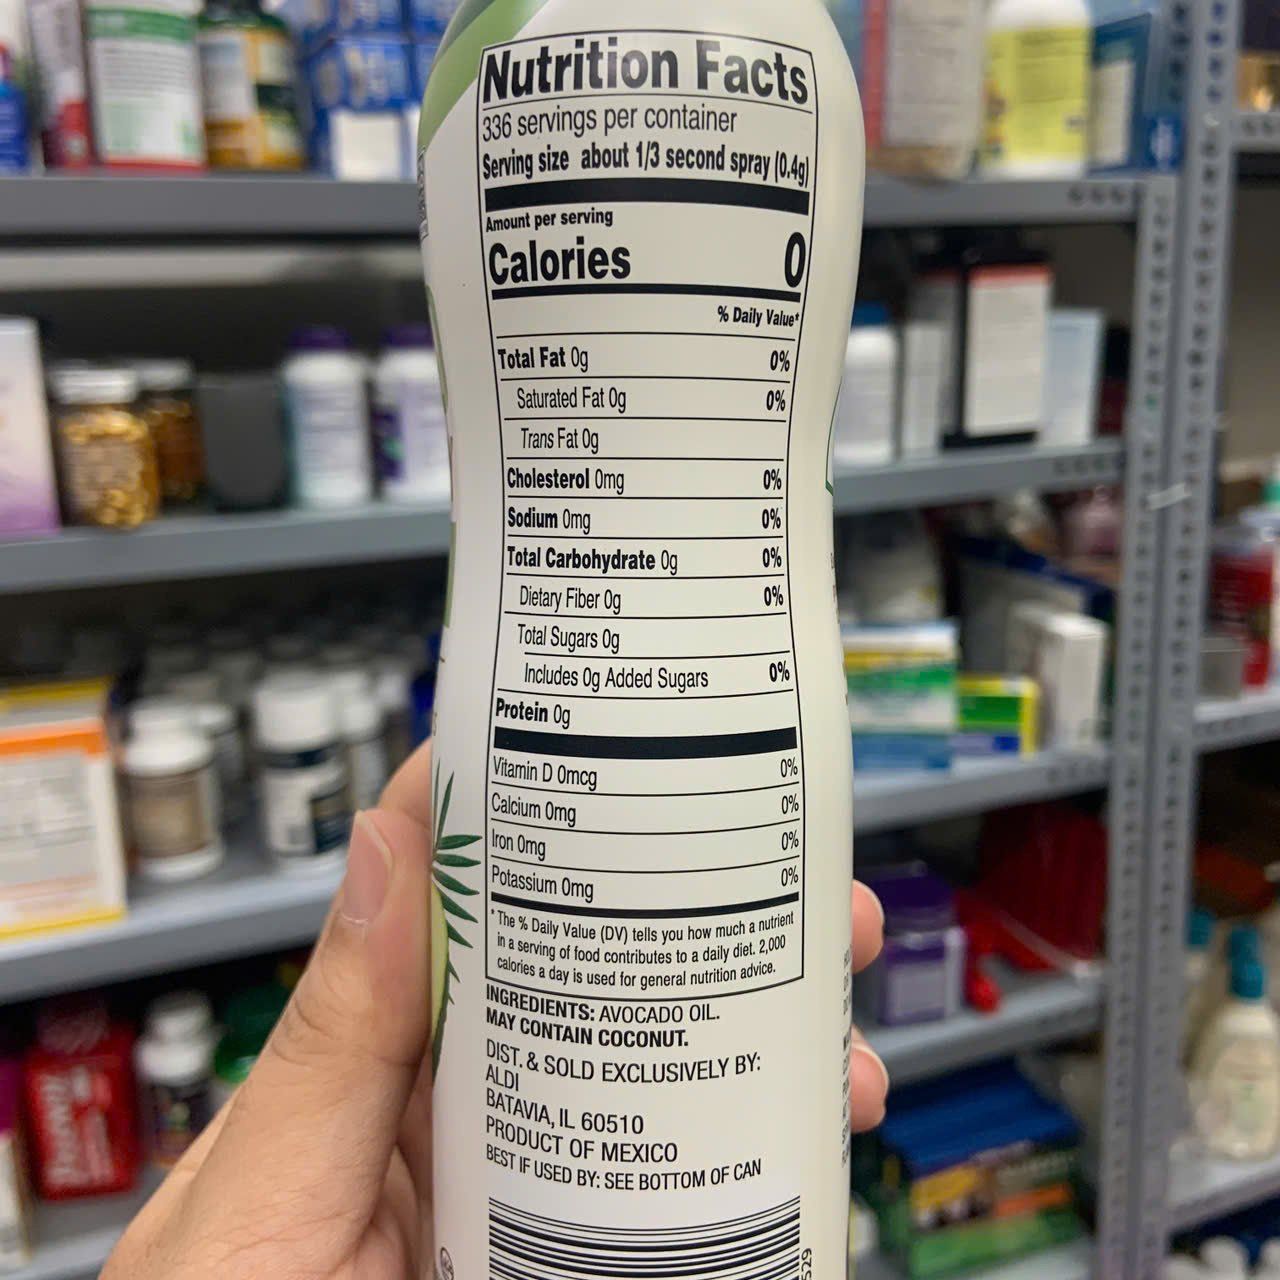 Nutrition Facts
336 servings per container
Serving size about 1/3 second spray (0.4g)
Amount per serving
Calories 0
% Daily Value*
Total Fat 0g 0%
Saturated Fat 0g 0%
Trans Fat 0g
Cholesterol 0mg 0%
Sodium 0mg 0%
Total Carbohydrate 0g 0%
Dietary Fiber 0g 0%
Total Sugars 0g
Includes 0g Added Sugars 0%
Protein 0g
Vitamin D 0mcg 0%
Calcium 0mg 0%
Iron 0mg 0%
Potassium 0mg 0%
* The % Daily Value (DV) tells you how much a nutrient
in a serving of food contributes to a daily diet. 2,000
calories a day is used for general nutrition advice.
INGREDIENTS: AVOCADO OIL.
MAY CONTAIN COCONUT.
DIST. & SOLD EXCLUSIVELY BY:
ALDI
BATAVIA, IL 60510
PRODUCT OF MEXICO
BEST IF USED BY: SEE BOTTOM OF CAN
529